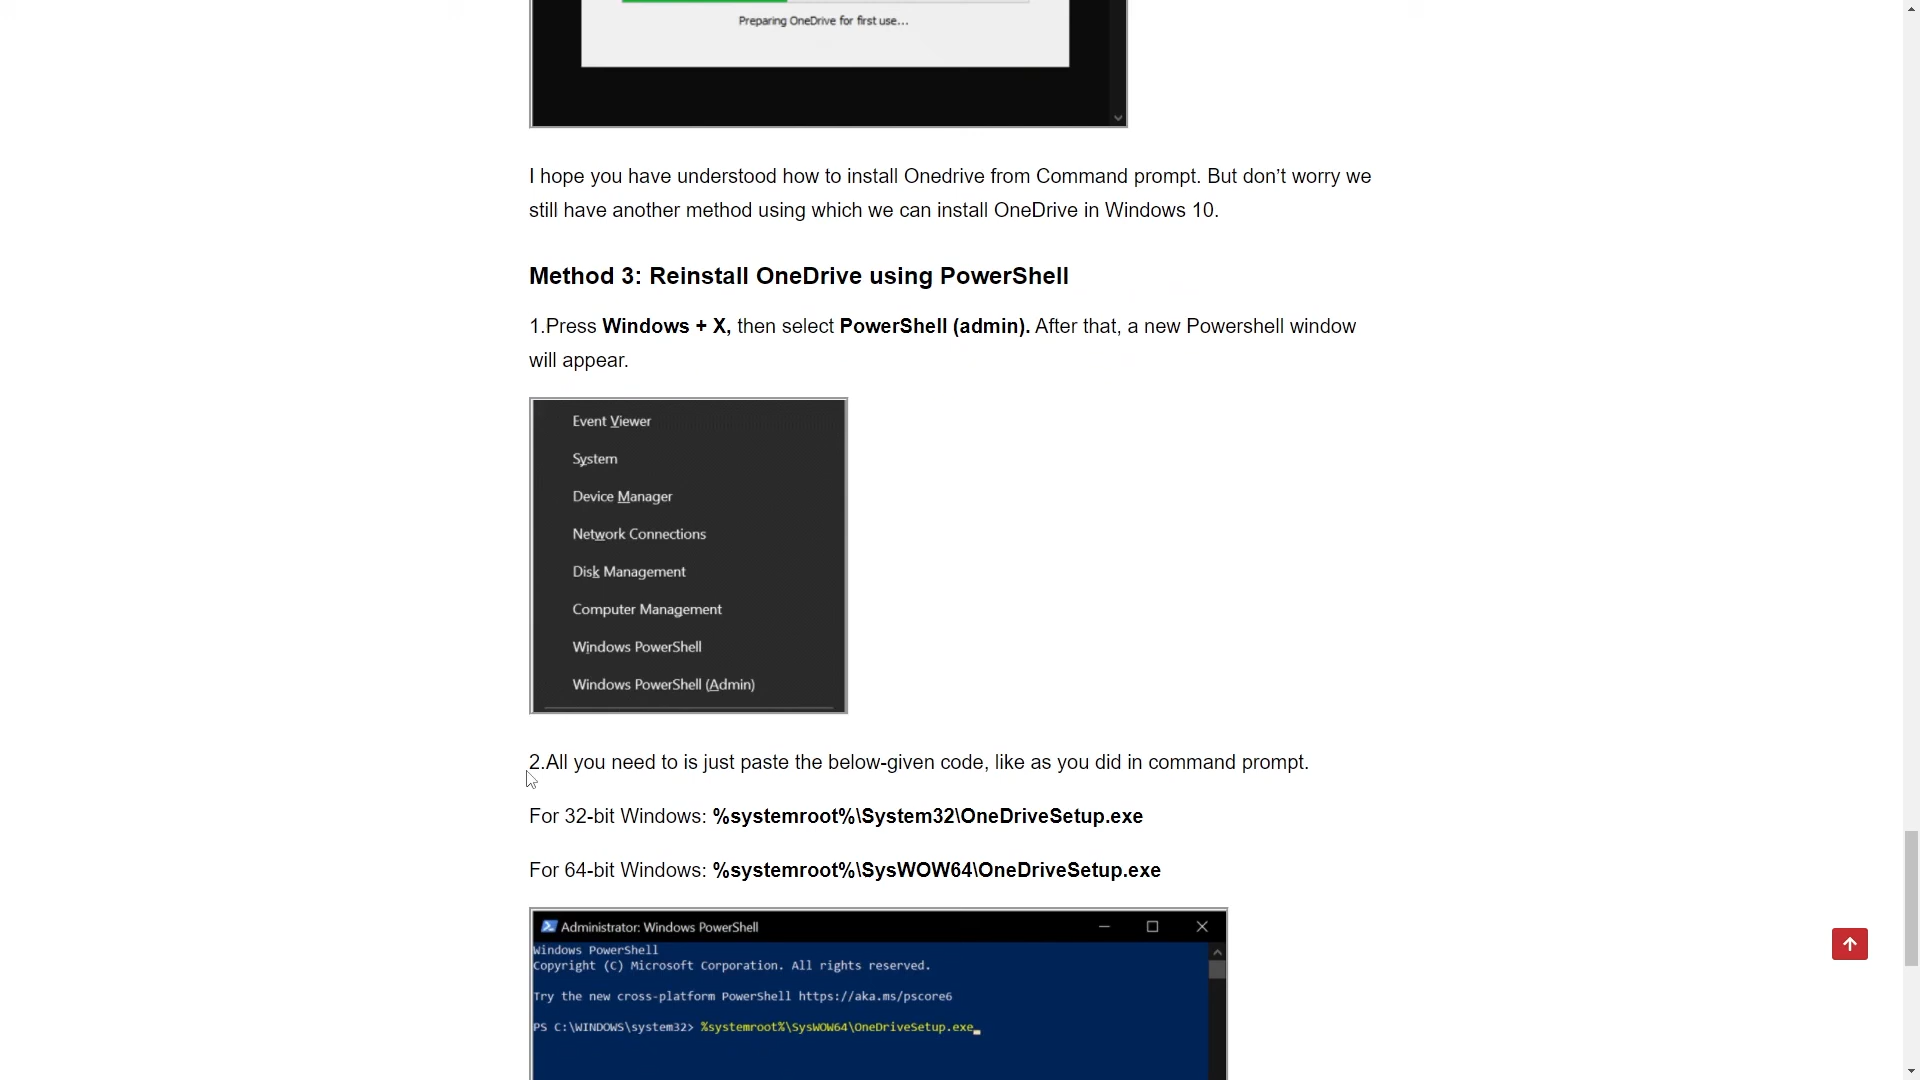 Preparing OneDrive for first use...
I hope you have understood how to install Onedrive from Command prompt. But don’t worry we
still have another method using which we can install OneDrive in Windows 10.
Method 3: Reinstall OneDrive using PowerShell
1.Press Windows + X, then select PowerShell (admin). After that, a new Powershell window
will appear.
Event Viewer
System
Device Manager
Network Connections
Disk Management
Computer Management
Windows PowerShell
Windows PowerShell (Admin)
2.All you need to is just paste the below-given code, like as you did in command prompt.
For 32-bit Windows: %systemroot%\System32\OneDriveSetup.exe
For 64-bit Windows: %systemroot%\SysWOW64\OneDriveSetup.exe
Administrator: Windows PowerShell
Windows PowerShell
Copyright (C) Microsoft Corporation. All rights reserved.
Try the new cross-platform PowerShell https://aka.ms/pscore6
PS C:\WINDOWS\system32> %systemroot%\SysWOW64\OneDriveSetup.exe